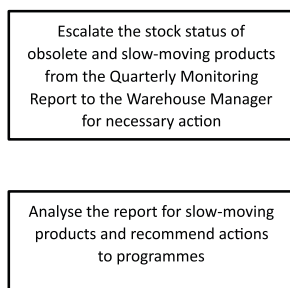 Escalate the stock status of
obsolete and slow-moving products
from the Quarterly Monitoring
Report to the Warehouse Manager
for necessary action
Analyse the report for slow-moving
products and recommend actions
to programmes